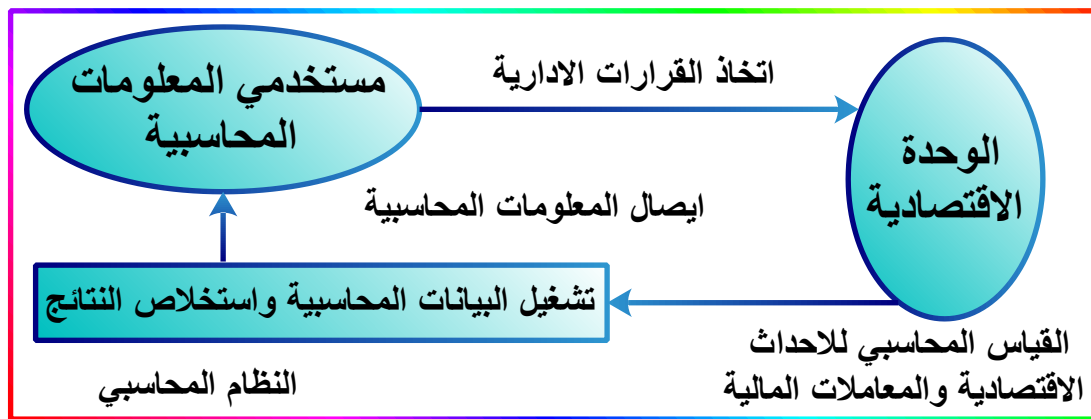 مستخدمي المعلومات
المحاسبية
اتخاذ القرارات الادارية
الوحدة
الاقتصادية
ايصال المعلومات المحاسبية
تشغيل البيانات المحاسبية واستخلاص النتائج
القياس المحاسبي للاحداث
الاقتصادية والمعاملات المالية
النظام المحاسبي